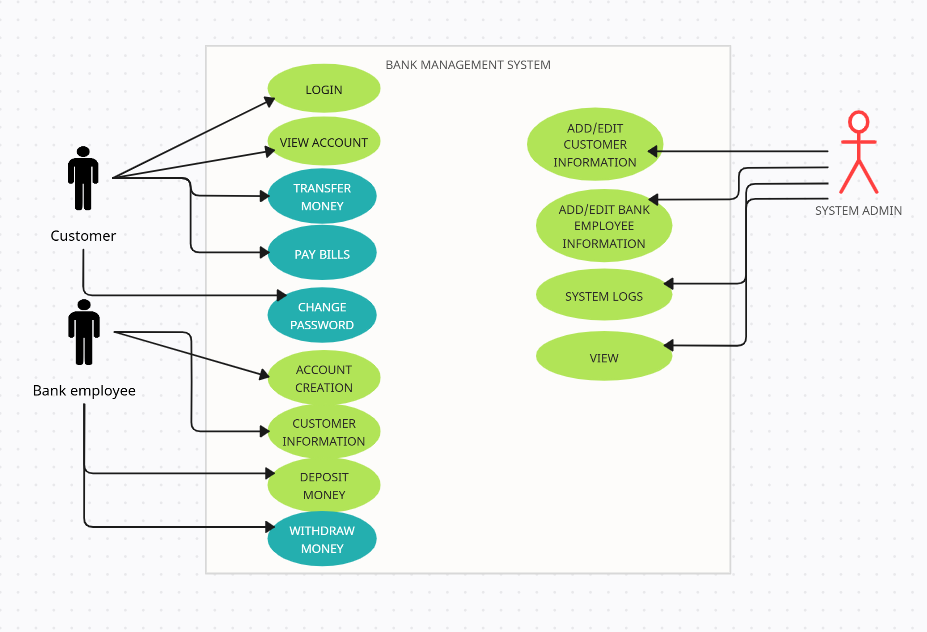 BANK MANAGEMENT SYSTEM
LOGIN
VIEW ACCOUNT
TRANSFER
MONEY
PAY BILLS
CHANGE
PASSWORD
ACCOUNT
CREATION
CUSTOMER
INFORMATION
DEPOSIT
MONEY
WITHDRAW
MONEY
Customer
Bank employee
ADD/EDIT
CUSTOMER
INFORMATION
ADD/EDIT BANK
EMPLOYEE
INFORMATION
SYSTEM LOGS
VIEW
SYSTEM ADMIN